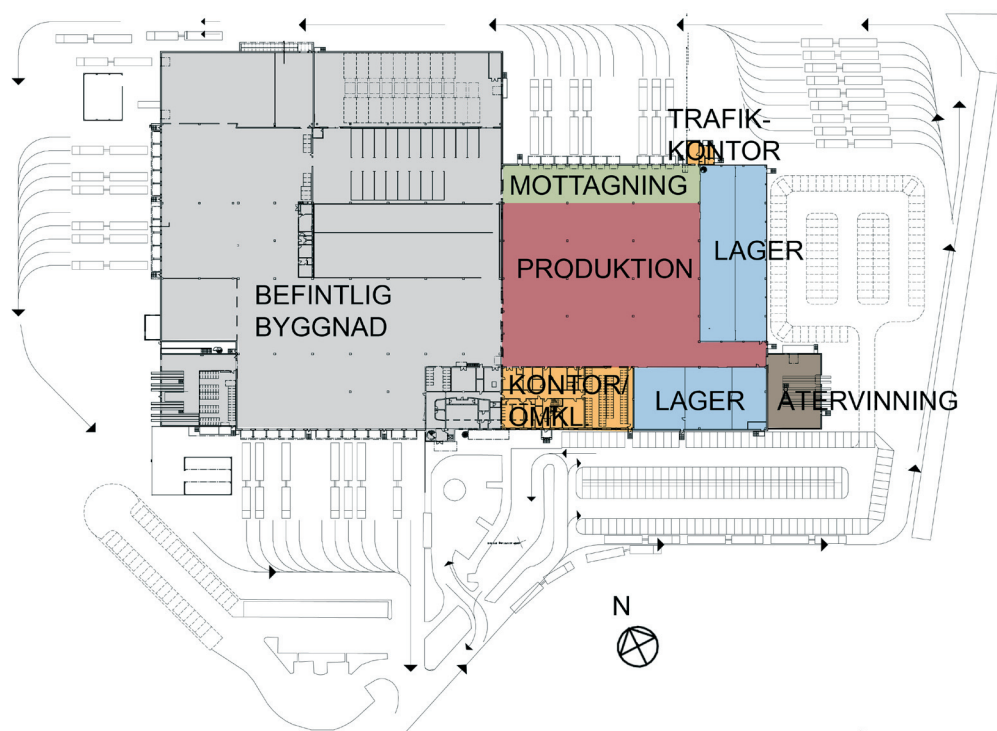 TRAFIK-
KONTOR
MOTTAGNING
LAGER
PRODUKTION
BEFINTLIG
BYGGNAD
KONTOR/
OMKL.
LAGER
ÅTERVINNING
N